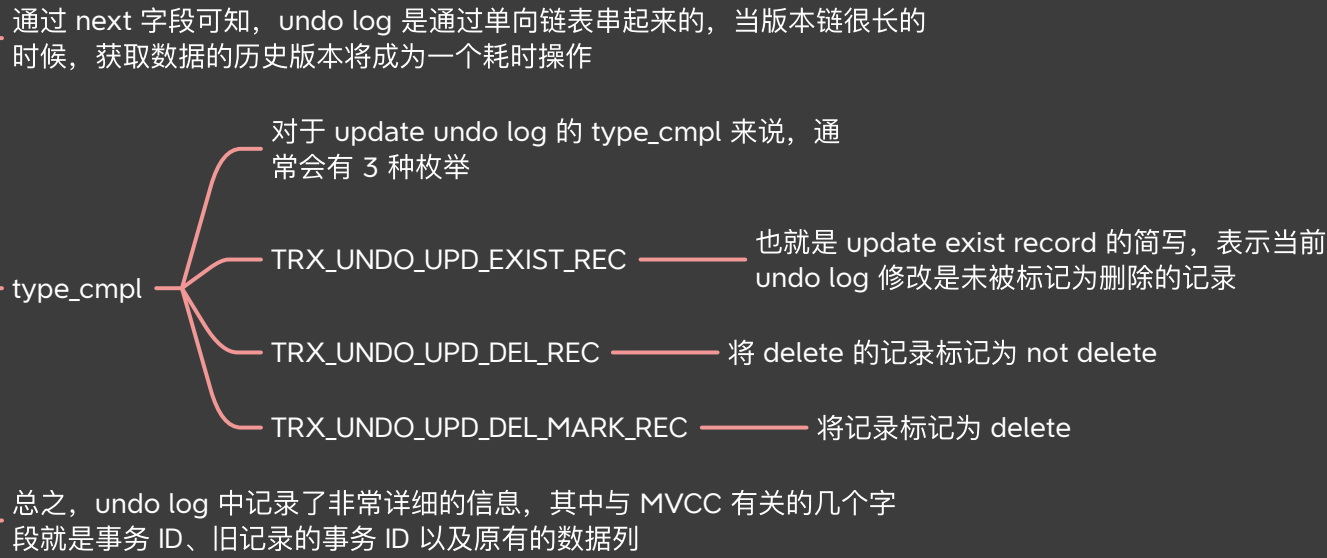 通过 next 字段可知，undo log 是通过单向链表串起来的，当版本链很长的
时候，获取数据的历史版本将成为一个耗时操作
对于 update undo log 的 type_cmpl 来说，通
常会有 3 种枚举
TRX_UNDO_UPD_EXIST_REC
也就是 update exist record 的简写，表示当前
undo log 修改是未被标记为删除的记录
type_cmpl
TRX_UNDO_UPD_DEL_REC
将 delete 的记录标记为 not delete
TRX_UNDO_UPD_DEL_MARK_REC
将记录标记为 delete
总之，undo log 中记录了非常详细的信息，其中与 MVCC 有关的几个字
段就是事务 ID、旧记录的事务 ID 以及原有的数据列